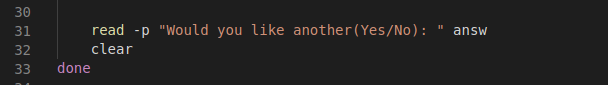 30
31 read -p "Would you like another(Yes/No): " answ
32 clear
33 done